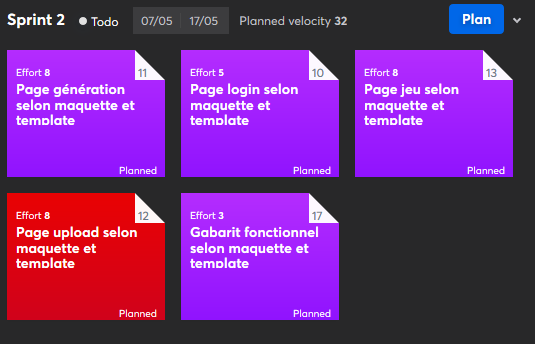 Sprint 2 Todo 07/05 17/05 Planned velocity 32 Plan
Effort 8 11
Page génération
selon maquette et
template
Planned
Effort 5 10
Page login selon
maquette et
template
Planned
Effort 8 13
Page jeu selon
maquette et
template
Planned
Effort 8 12
Page upload selon
maquette et
template
Planned
Effort 3 17
Gabarit fonctionnel
selon maquette et
template
Planned